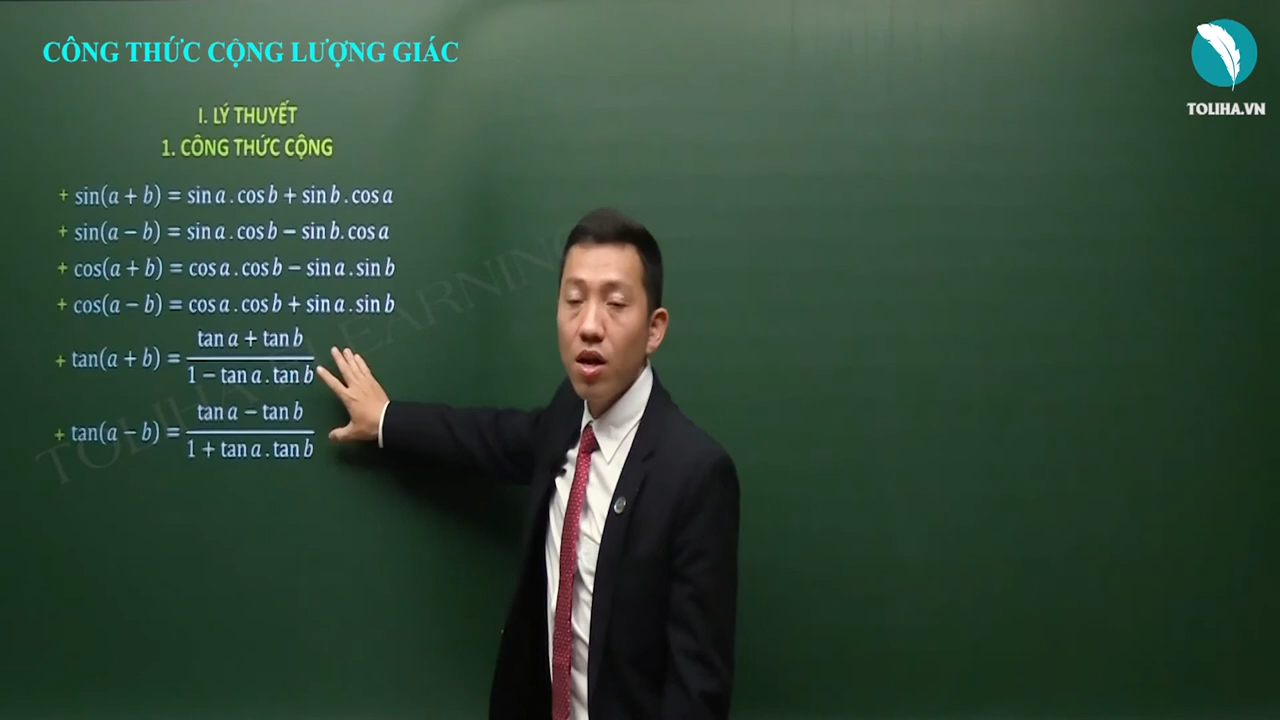 CÔNG THỨC CỘNG LƯỢNG GIÁC
TOLIHA.VN
I. LÝ THUYẾT
1. CÔNG THỨC CỘNG
+ sin(a + b) = sin a . cos b + sin b . cos a
+ sin(a − b) = sin a . cos b − sin b. cos a
+ cos(a + b) = cos a . cos b − sin a . sin b
+ cos(a − b) = cos a . cos b + sin a . sin b
+ tan(a + b) = (tan a + tan b)/(1 − tan a . tan b)
+ tan(a − b) = (tan a − tan b)/(1 + tan a . tan b)
TOLIHA LEARNING